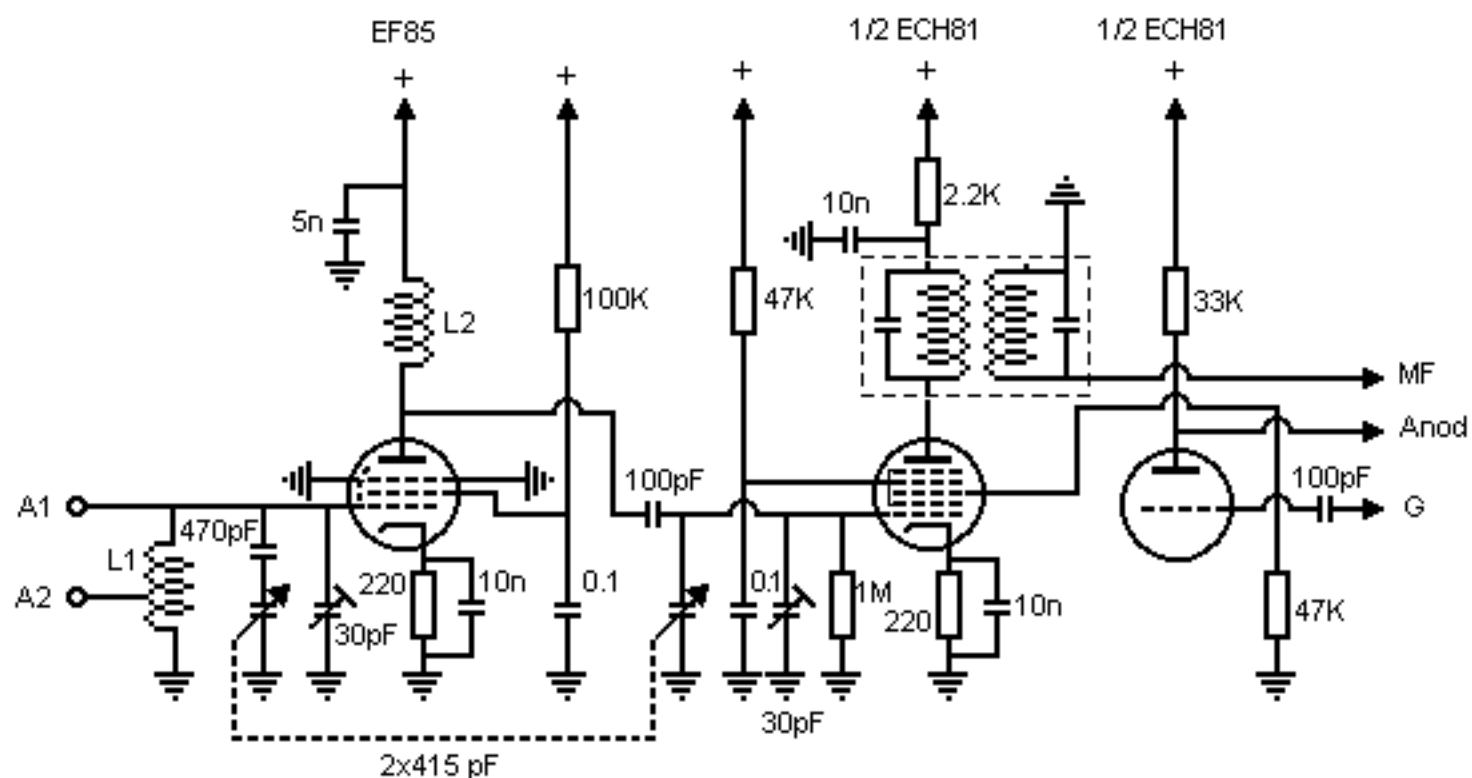 EF85
1/2 ECH81
1/2 ECH81
+
+
+
+
+
5n
10n
2.2K
L2
100K
47K
33K
MF
Anod
A1
470pF
100pF
100pF
G
L1
A2
220
10n
0.1
0.1
1M
220
10n
47K
30pF
30pF
2x415 pF